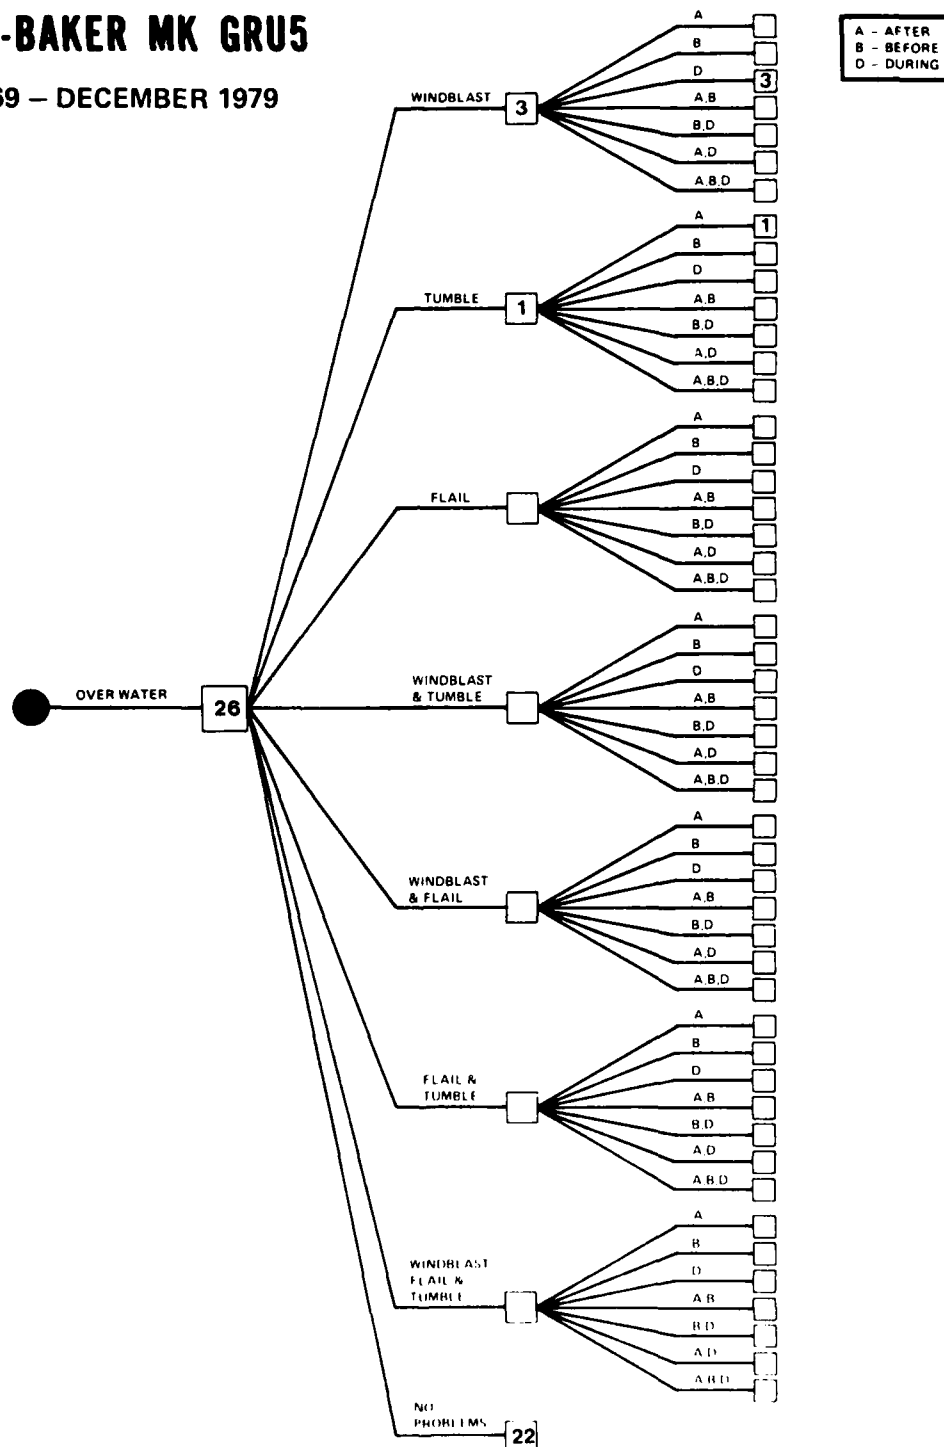 -BAKER MK GRU5
69 – DECEMBER 1979
A - AFTER
B - BEFORE
D - DURING
WINDBLAST
3
A
B
D
3
A,B
B,D
A,D
A,B,D
TUMBLE
1
A
1
B
D
A,B
B,D
A,D
A,B,D
FLAIL
A
B
D
A,B
B,D
A,D
A,B,D
OVER WATER
26
WINDBLAST
& TUMBLE
A
B
D
A,B
B,D
A,D
A,B,D
WINDBLAST
& FLAIL
A
B
D
A,B
B,D
A,D
A,B,D
FLAIL &
TUMBLE
A
B
D
A,B
B,D
A,D
A,B,D
WINDBLAST
FLAIL &
TUMBLE
A
B
D
A,B
B,D
A,D
A,B,D
NO
PROBLEMS
22